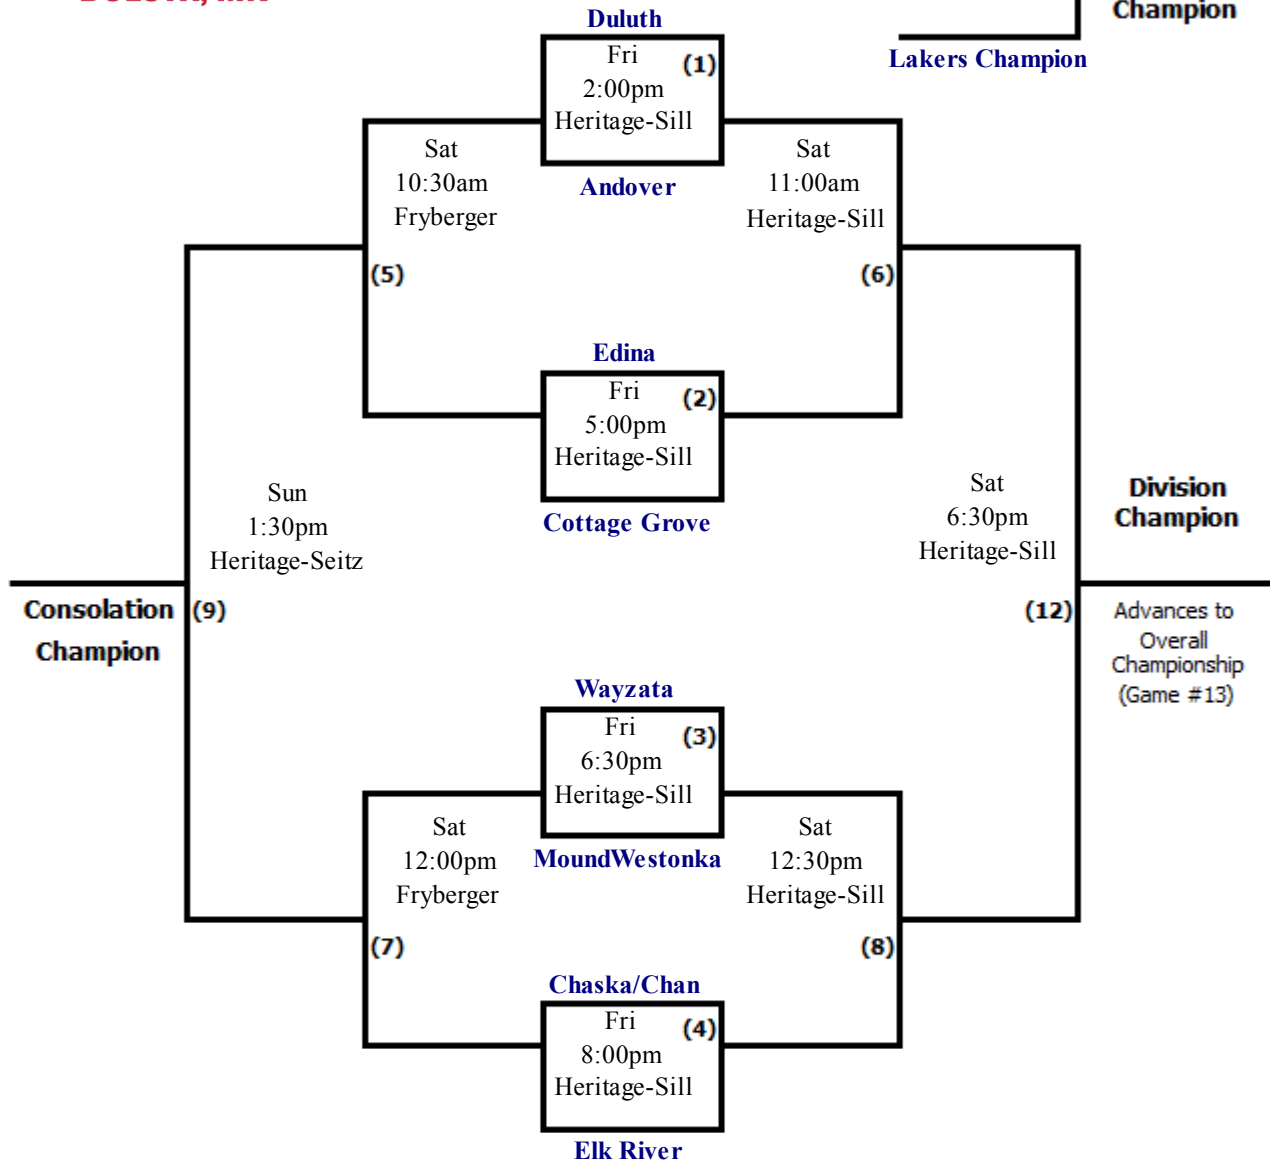 Champion
Lakers Champion
Duluth
Fri
(1)
2:00pm
Heritage-Sill
Andover
Sat
10:30am
Fryberger
(5)
Sat
11:00am
Heritage-Sill
(6)
Edina
Fri
(2)
5:00pm
Heritage-Sill
Cottage Grove
Sun
1:30pm
Heritage-Seitz
Consolation
(9)
Champion
Sat
6:30pm
Heritage-Sill
(12)
Division
Champion
Advances to
Overall
Championship
(Game #13)
Wayzata
Fri
(3)
6:30pm
Heritage-Sill
MoundWestonka
Sat
12:00pm
Fryberger
(7)
Sat
12:30pm
Heritage-Sill
(8)
Chaska/Chan
Fri
(4)
8:00pm
Heritage-Sill
Elk River